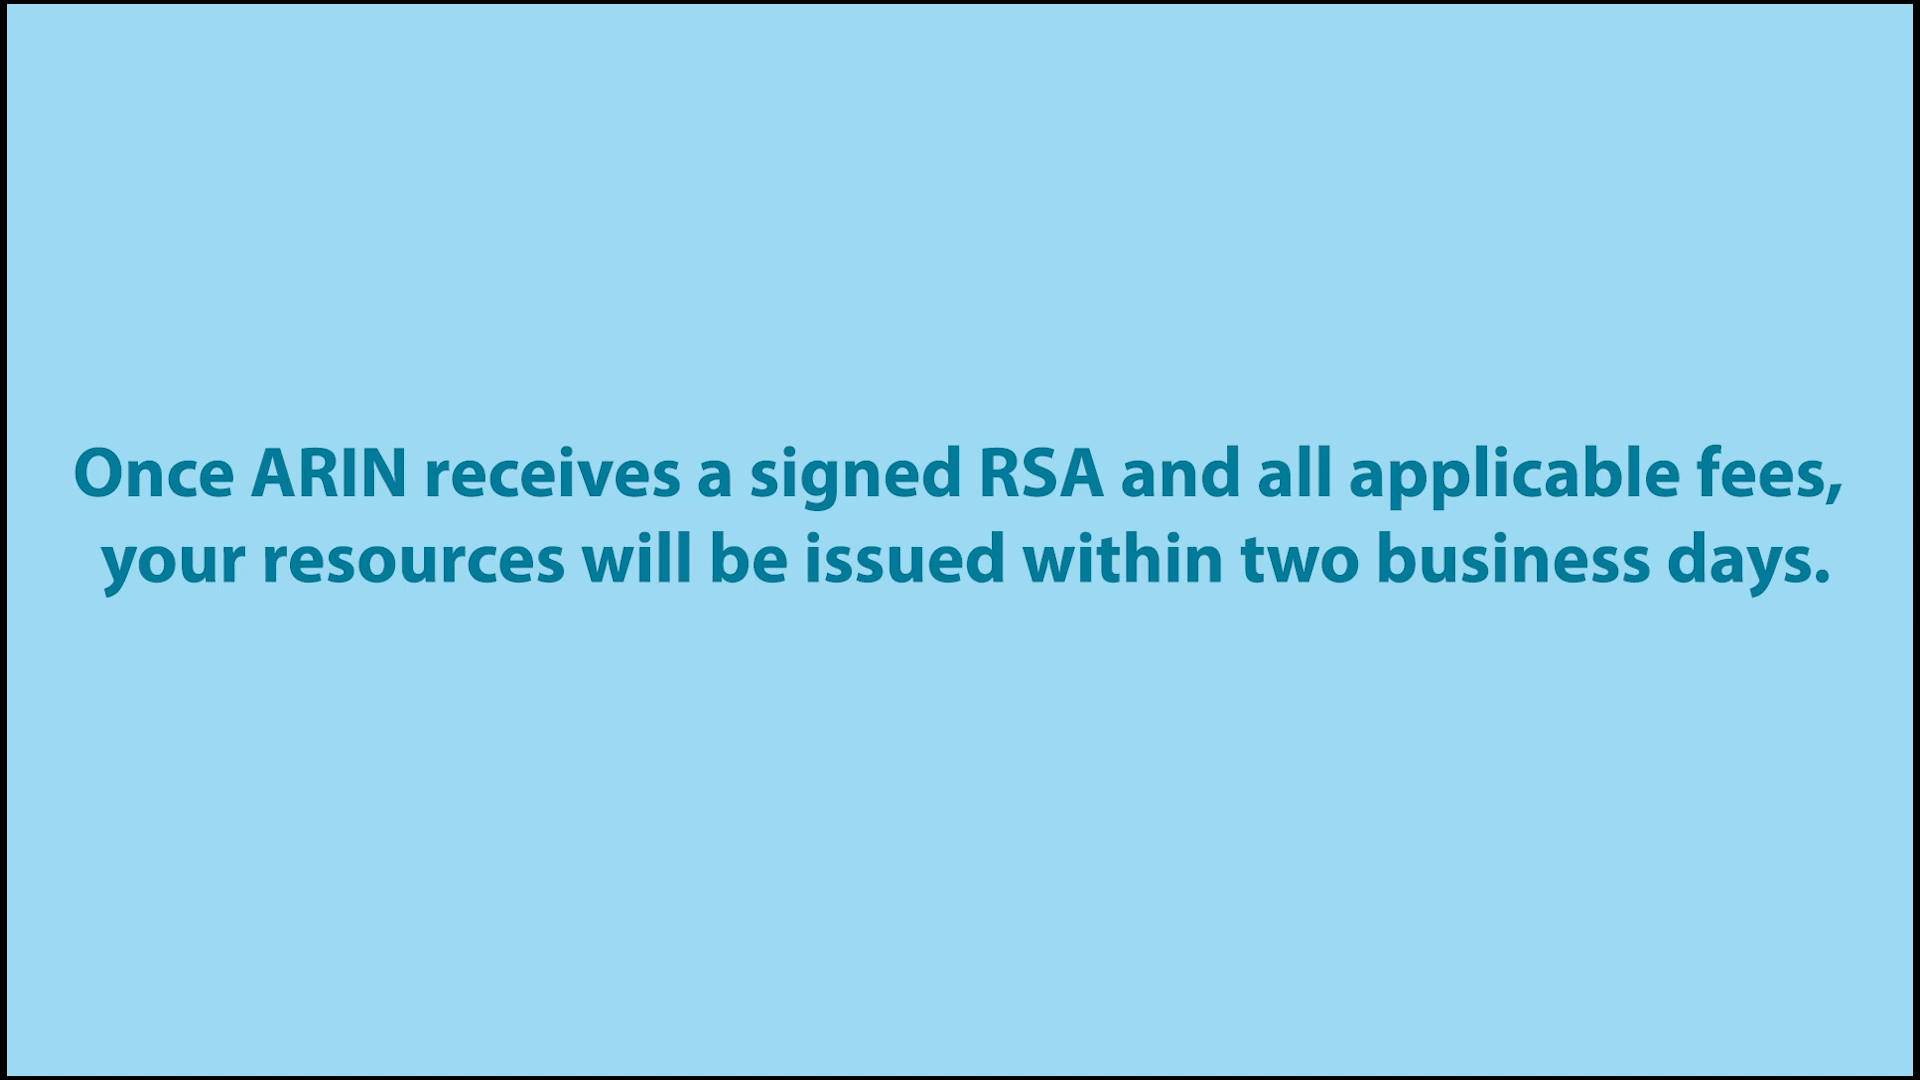 Once ARIN receives a signed RSA and all applicable fees,
your resources will be issued within two business days.